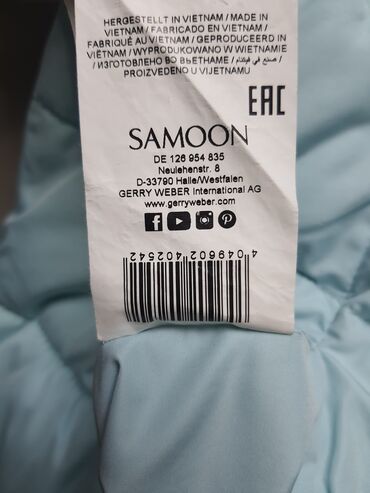 HERGESTELLT IN VIETNAM / MADE IN
VIETNAM / FABRICADO EN VIETNAM /
FABRIQUÉ AU VIETNAM / GEPRODUCEERD IN
VIETNAM / WYPRODUKOWANO W WIETNAMIE
/ ИЗГОТОВЛЕНО ВО ВЬЕТНАМЕ / صنع في فيتنام /
PROIZVEDENO U VIJETNAMU
EAC
SAMOON
DE 126 954 835
Neulehenstr. 8
D-33790 Halle/Westfalen
GERRY WEBER International AG
www.gerryweber.com
4 049602 402542